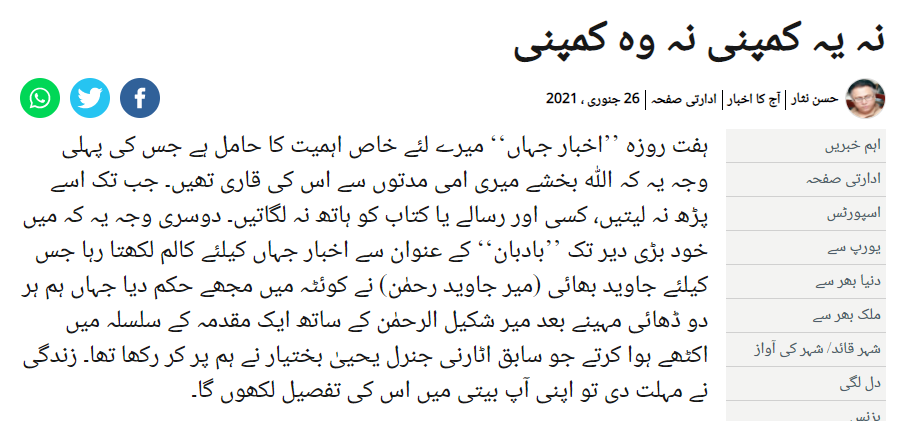 نہ یہ کمپنی نہ وہ کمپنی
حسن نثار | آج کا اخبار | ادارتی صفحہ | 26 جنوری ، 2021
ہفت روزہ ’’اخبار جہاں‘‘ میرے لئے خاص اہمیت کا حامل ہے جس کی پہلی
وجہ یہ کہ اللّٰہ بخشے میری امی مدتوں سے اس کی قاری تھیں۔ جب تک اسے
پڑھ نہ لیتیں، کسی اور رسالے یا کتاب کو ہاتھ نہ لگاتیں۔ دوسری وجہ یہ کہ میں
خود بڑی دیر تک ’’بادبان‘‘ کے عنوان سے اخبار جہاں کیلئے کالم لکھتا رہا جس
کیلئے جاوید بھائی (میر جاوید رحمٰن) نے کوئٹہ میں مجھے حکم دیا جہاں ہم ہر
دو ڈھائی مہینے بعد میر شکیل الرحمٰن کے ساتھ ایک مقدمہ کے سلسلہ میں
اکٹھے ہوا کرتے جو سابق اٹارنی جنرل یحییٰ بختیار نے ہم پر کر رکھا تھا۔ زندگی
نے مہلت دی تو اپنی آپ بیتی میں اس کی تفصیل لکھوں گا۔
اہم خبریں
ادارتی صفحہ
اسپورٹس
یورپ سے
دنیا بھر سے
ملک بھر سے
شہر قائد/ شہر کی آواز
دل لگی
بزنس